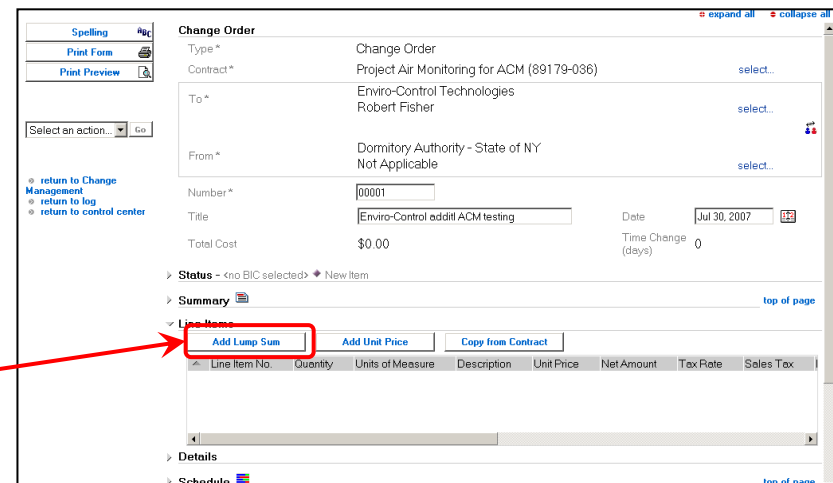 expand all collapse all
Spelling ABC
Print Form
Print Preview
Select an action... Go
return to Change Management
return to log
return to control center
Change Order
Type * Change Order
Contract * Project Air Monitoring for ACM (89179-036) select...
To * Enviro-Control Technologies
Robert Fisher select...
From * Dormitory Authority - State of NY
Not Applicable select...
Number * 00001
Title Enviro-Control additl ACM testing Date Jul 30, 2007
Total Cost $0.00 Time Change (days) 0
Status - <no BIC selected> New Item
Summary top of page
Line Items
Add Lump Sum Add Unit Price Copy from Contract
Line Item No. Quantity Units of Measure Description Unit Price Net Amount Tax Rate Sales Tax
Details
Schedule top of page